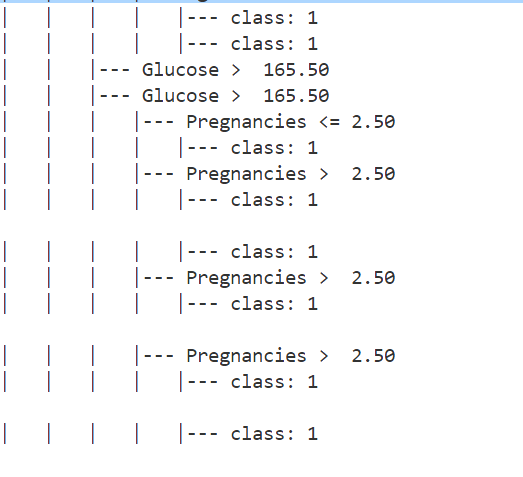 |   |   |   |   |--- class: 1
|   |   |   |   |--- class: 1
|   |   |--- Glucose >  165.50
|   |   |--- Glucose >  165.50
|   |   |   |--- Pregnancies <= 2.50
|   |   |   |   |--- class: 1
|   |   |   |--- Pregnancies >  2.50
|   |   |   |   |--- class: 1
|   |   |   |   |--- class: 1
|   |   |   |--- Pregnancies >  2.50
|   |   |   |   |--- class: 1
|   |   |   |--- Pregnancies >  2.50
|   |   |   |   |--- class: 1
|   |   |   |   |--- class: 1